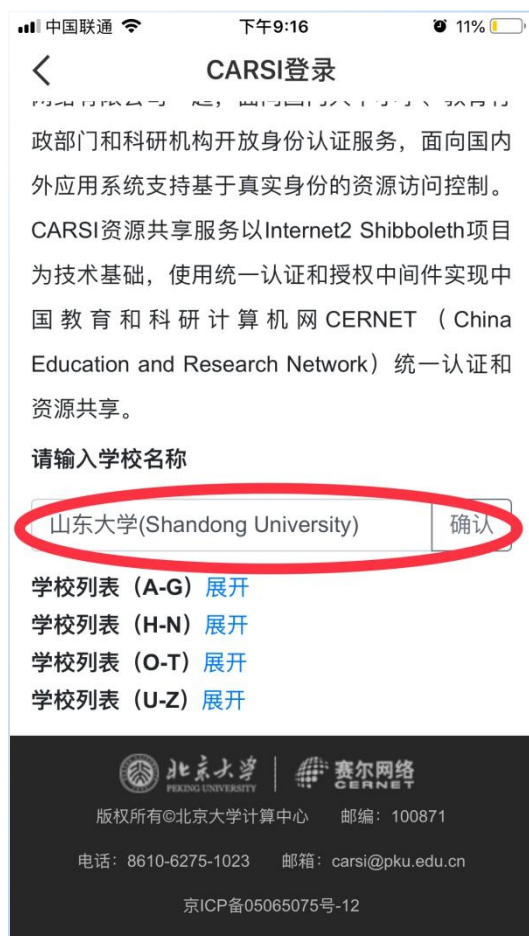 中国联通 下午9:16 11%
CARSI登录
政部门和科研机构开放身份认证服务，面向国内
外应用系统支持基于真实身份的资源访问控制。
CARSI资源共享服务以Internet2 Shibboleth项目
为技术基础，使用统一认证和授权中间件实现中
国教育和科研计算机网CERNET（China
Education and Research Network）统一认证和
资源共享。
请输入学校名称
山东大学(Shandong University) 确认
学校列表（A-G）展开
学校列表（H-N）展开
学校列表（O-T）展开
学校列表（U-Z）展开
北京大学 赛尔网络
PEKING UNIVERSITY CERNET
版权所有©北京大学计算中心 邮编：100871
电话：8610-6275-1023 邮箱：carsi@pku.edu.cn
京ICP备05065075号-12